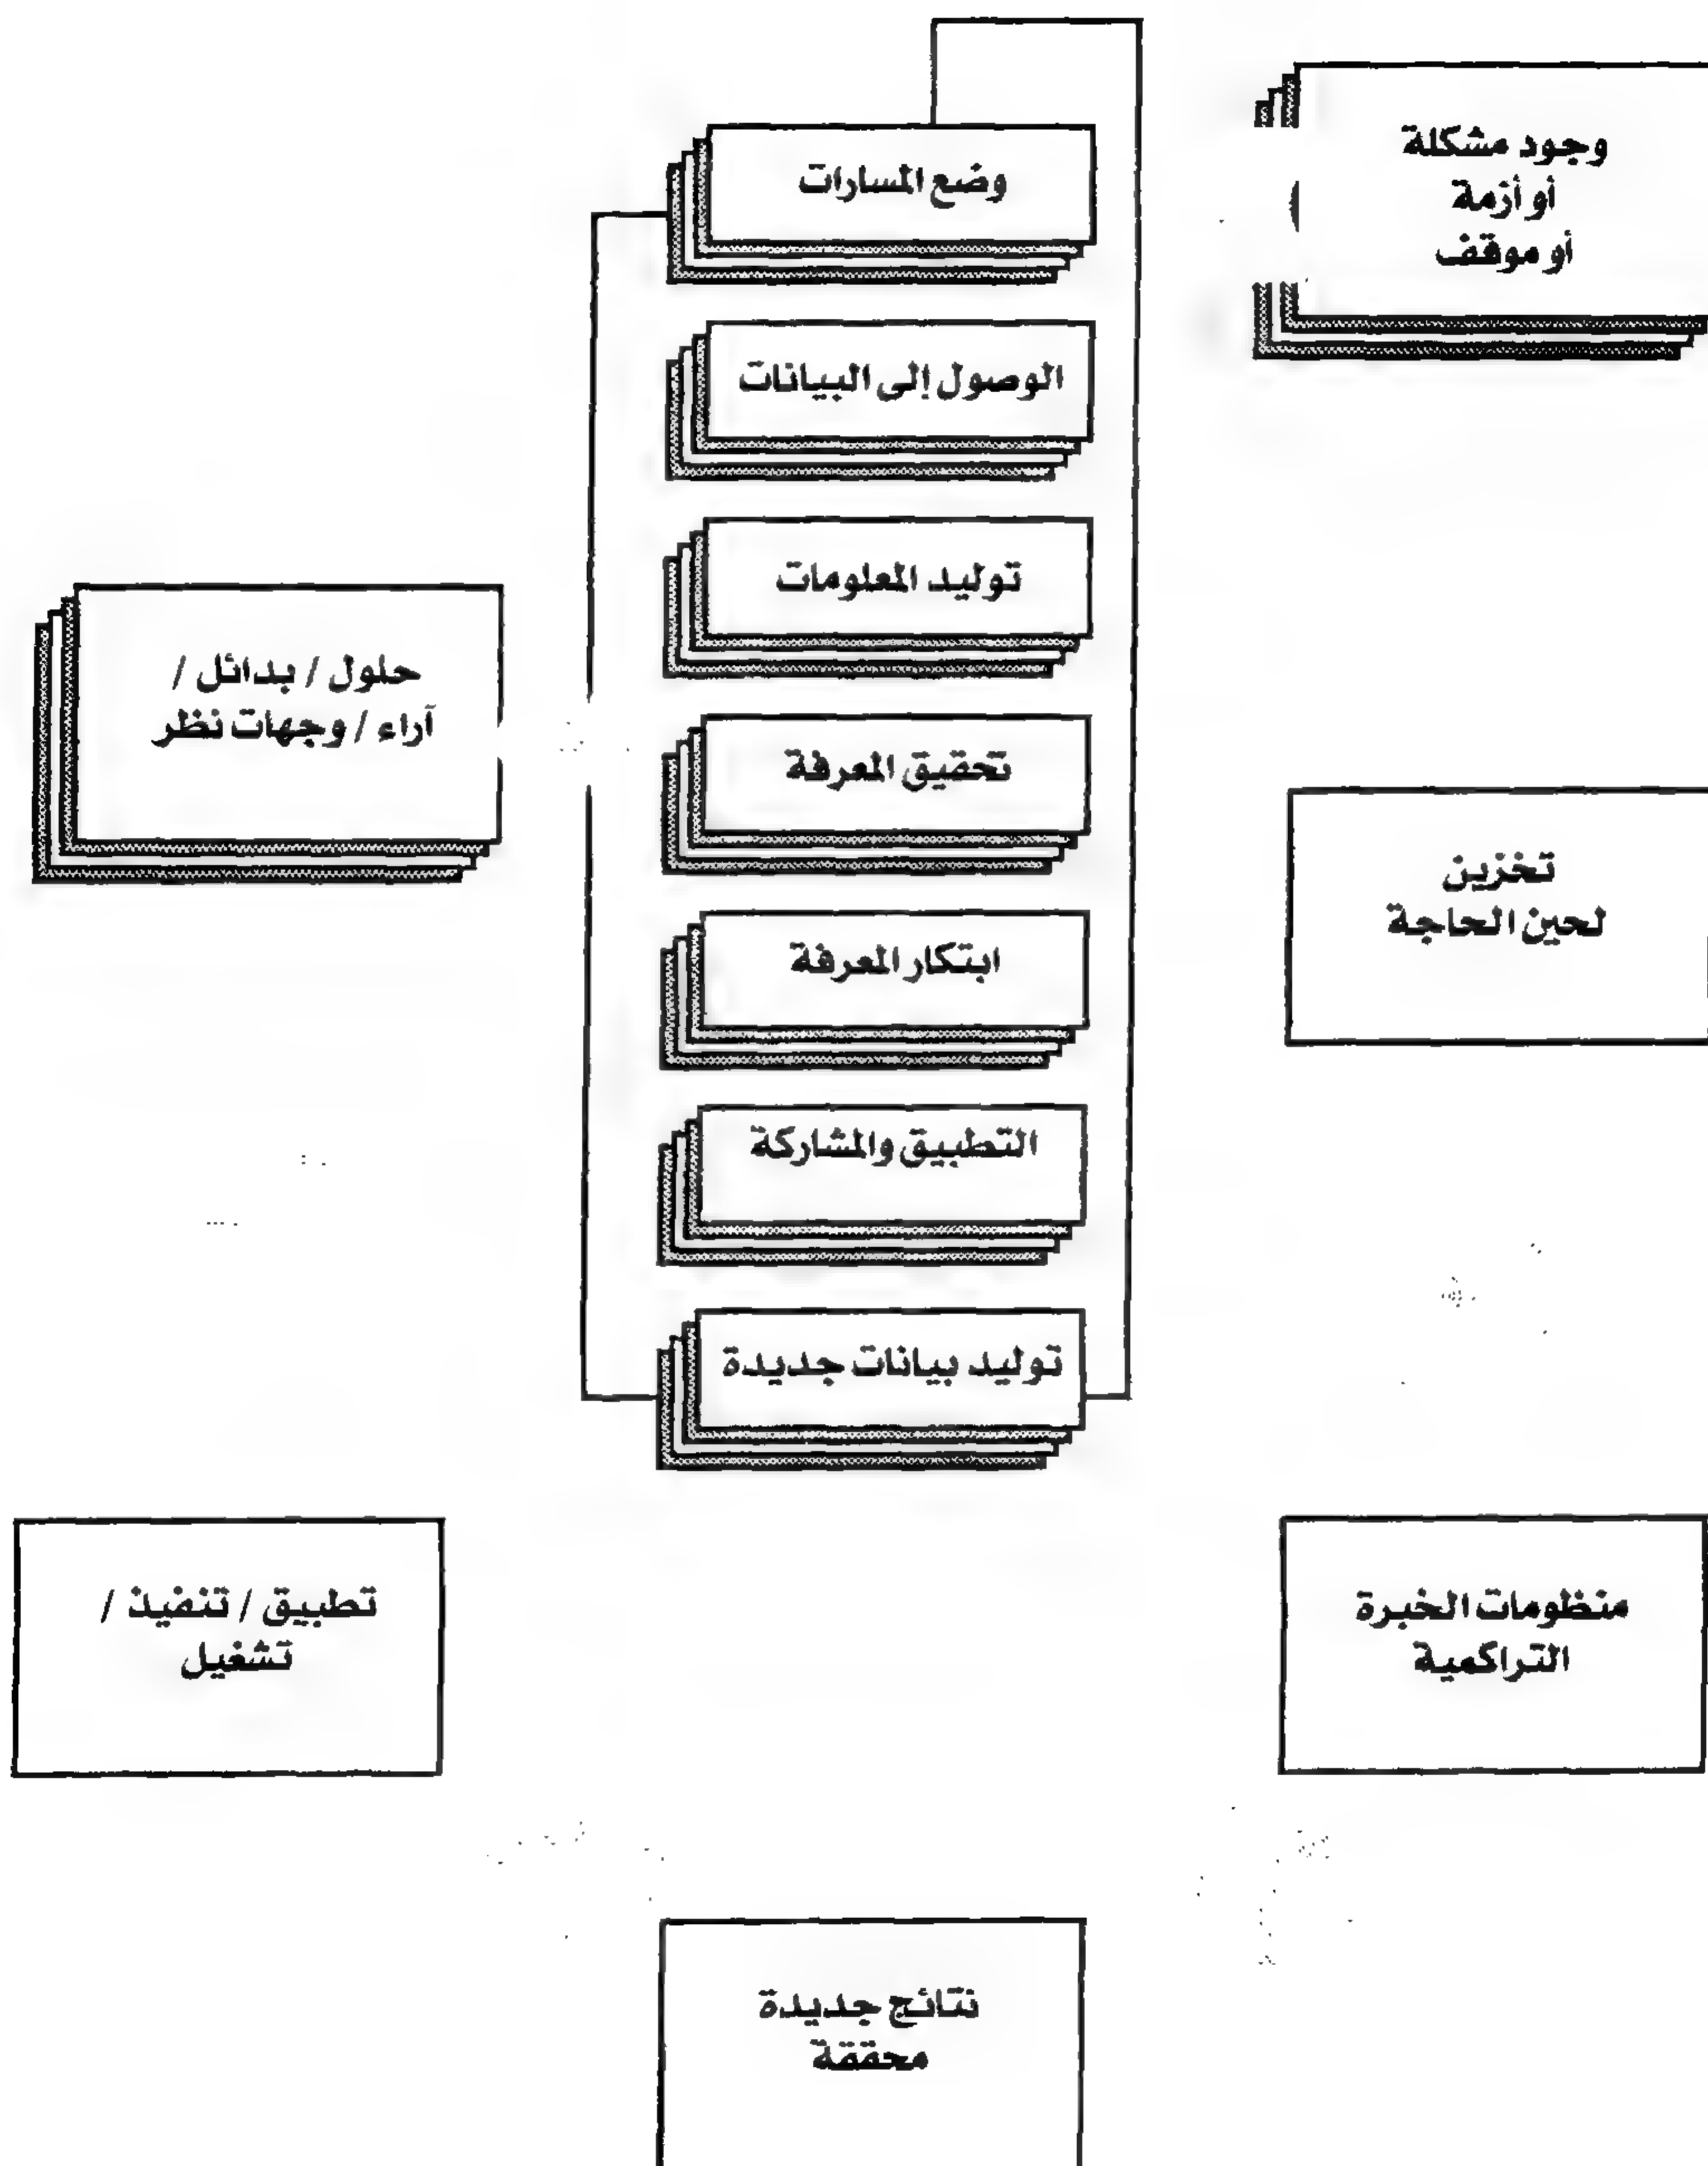 وجود مشكلة
أو أزمة
أو موقف
وضع المسارات
الوصول إلى البيانات
توليد المعلومات
تحقيق المعرفة
ابتكار المعرفة
التطبيق والمشاركة
توليد بيانات جديدة
حلول / بدائل /
آراء / وجهات نظر
تخزين
لحين الحاجة
منظومات الخبرة
التراكمية
تطبيق / تنفيذ /
تشغيل
نتائج جديدة
محققة